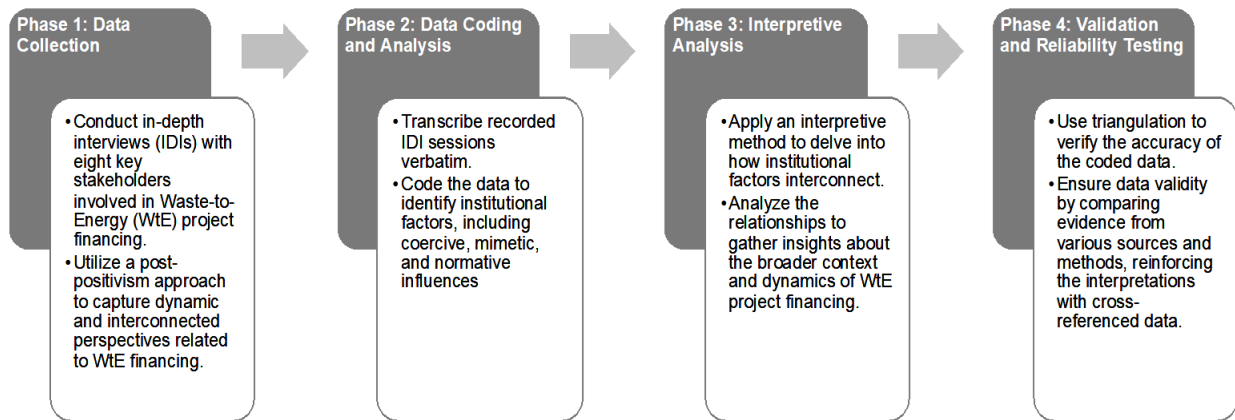 Phase 1: Data
Collection
• Conduct in-depth
interviews (IDIs) with
eight key
stakeholders
involved in Waste-to-
Energy (WtE) project
financing.
• Utilize a post-
positivism approach
to capture dynamic
and interconnected
perspectives related
to WtE financing.
Phase 2: Data Coding
and Analysis
• Transcribe recorded
IDI sessions
verbatim.
• Code the data to
identify institutional
factors, including
coercive, mimetic,
and normative
influences
Phase 3: Interpretive
Analysis
• Apply an interpretive
method to delve into
how institutional
factors interconnect.
• Analyze the
relationships to
gather insights about
the broader context
and dynamics of WtE
project financing.
Phase 4: Validation
and Reliability Testing
• Use triangulation to
verify the accuracy of
the coded data.
• Ensure data validity
by comparing
evidence from
various sources and
methods, reinforcing
the interpretations
with cross-
referenced data.